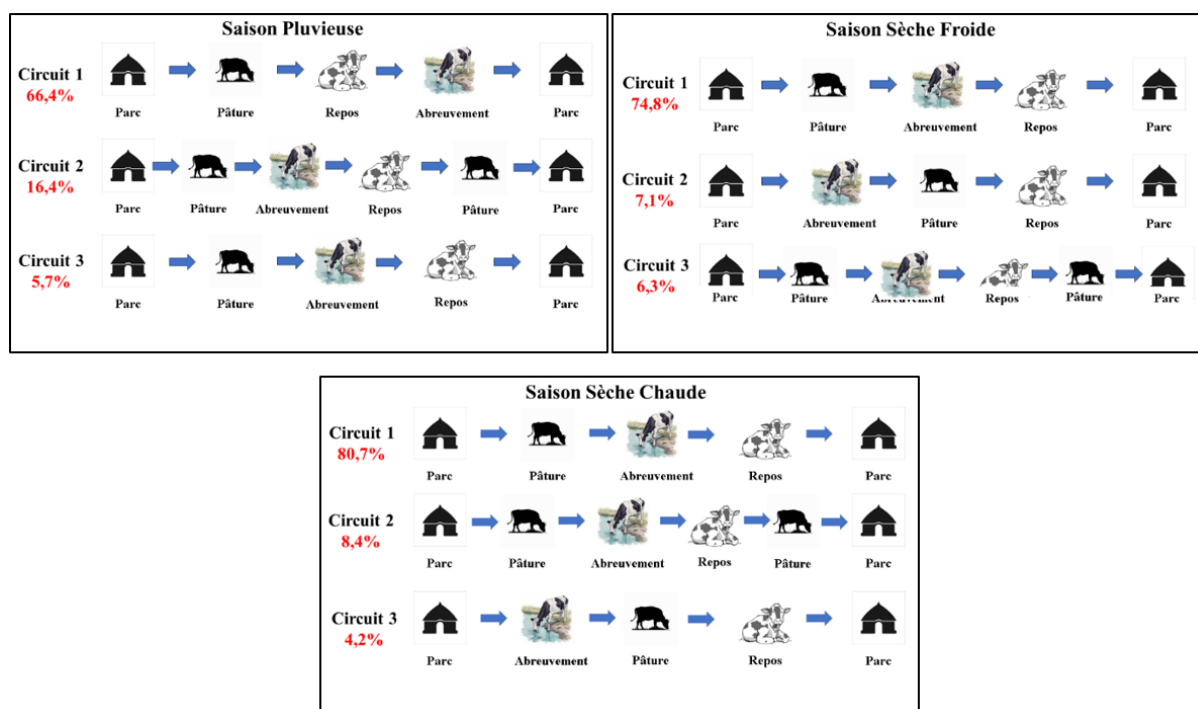 Saison Pluvieuse
Circuit 1
66,4%
Parc Pâture Repos Abreuvement Parc
Circuit 2
16,4%
Parc Pâture Abreuvement Repos Pâture Parc
Circuit 3
5,7%
Parc Pâture Abreuvement Repos Parc
Saison Sèche Froide
Circuit 1
74,8%
Parc Pâture Abreuvement Repos Parc
Circuit 2
7,1%
Parc Abreuvement Pâture Repos Parc
Circuit 3
6,3%
Parc Pâture Abreuvement Repos Pâture Parc
Saison Sèche Chaude
Circuit 1
80,7%
Parc Pâture Abreuvement Repos Parc
Circuit 2
8,4%
Parc Pâture Abreuvement Repos Pâture Parc
Circuit 3
4,2%
Parc Abreuvement Pâture Repos Parc